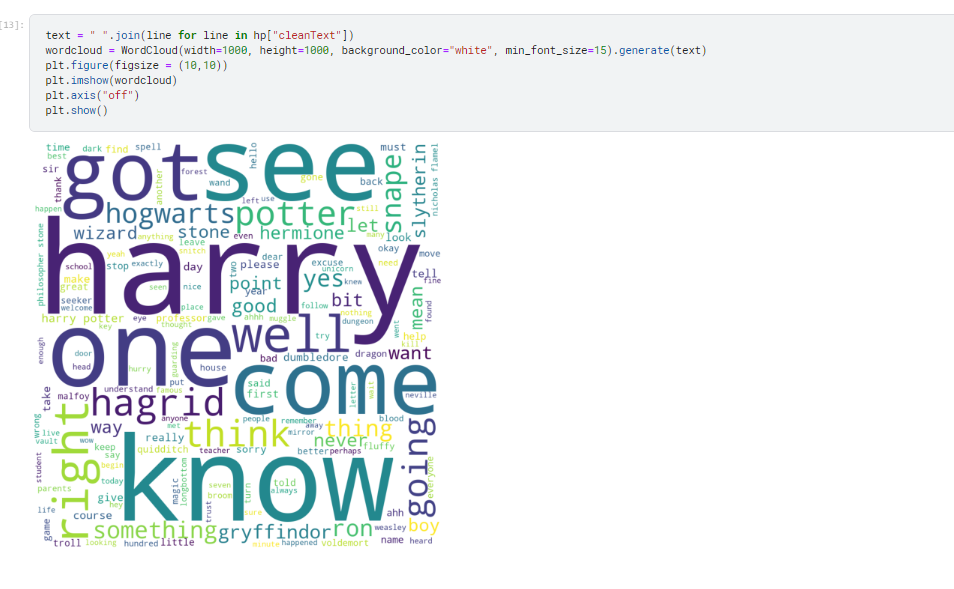 [13]:
text = " ".join(line for line in hp["cleanText"])
wordcloud = WordCloud(width=1000, height=1000, background_color="white", min_font_size=15).generate(text)
plt.figure(figsize = (10,10))
plt.imshow(wordcloud)
plt.axis("off")
plt.show()
time dark find spell
best
got
see
must
hello
sir
thank
another
forest
wand
gone
back
snape
slytherin
nicholas flamel
left use
happen
hogwarts
potter
still
let
many
wizard
anything
stone
even
hermione
look
leave
snitch
okay
move
philosopher stone
harry
yeah
stop
exactly
school
day
two
dear
please
excuse
unicorn
need
tell
fine
make
great
seen
nice
point
year
yes
knew
seeker
welcome
place
good
follow
bit
nothing
mean
found
harry potter
eye
professor
gave
ahhh
muggle
dungeon
key
thought
went
help
kill
one
well
try
enough
door
head
hurry
guarding
house
bad
dumbledore
dragon
want
come
take
malfoy
understand
famous
put
said
first
letter
wait
neville
hagrid
anyone
met
people
remember
away
blood
wrong
live
vault
right
way
wow
really
think
mirror
thing
never
fluffy
going
everyone
keep
say
quidditch
teacher
sorry
better
perhaps
student
begin
know
parents
today
magic
longbottom
seven
broom
turn
told
always
give
hey
life
course
trust
sure
ahh
game
something
gryffindor
ron
weasley
boy
troll
looking
hundred
little
minute
happened
voldemort
name
heard